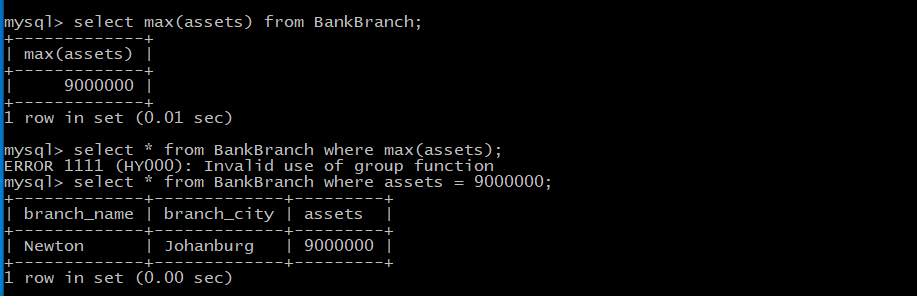 mysql> select max(assets) from BankBranch;
+-------------+
| max(assets) |
+-------------+
|     9000000 |
+-------------+
1 row in set (0.01 sec)
mysql> select * from BankBranch where max(assets);
ERROR 1111 (HY000): Invalid use of group function
mysql> select * from BankBranch where assets = 9000000;
+-------------+-------------+---------+
| branch_name | branch_city | assets  |
+-------------+-------------+---------+
| Newton      | Johanburg   | 9000000 |
+-------------+-------------+---------+
1 row in set (0.00 sec)